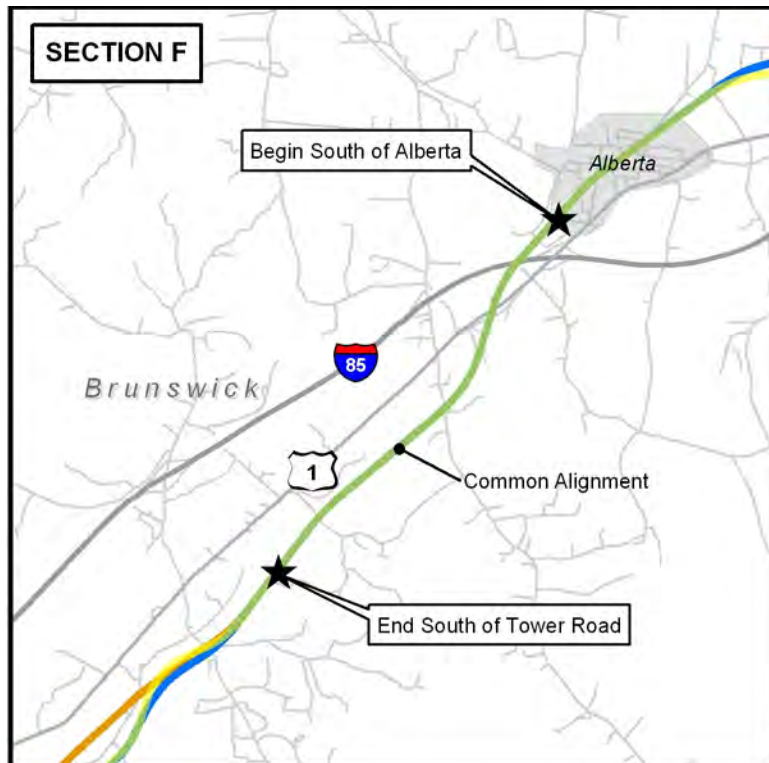 SECTION F
Begin South of Alberta
Alberta
85
Brunswick
1
Common Alignment
End South of Tower Road